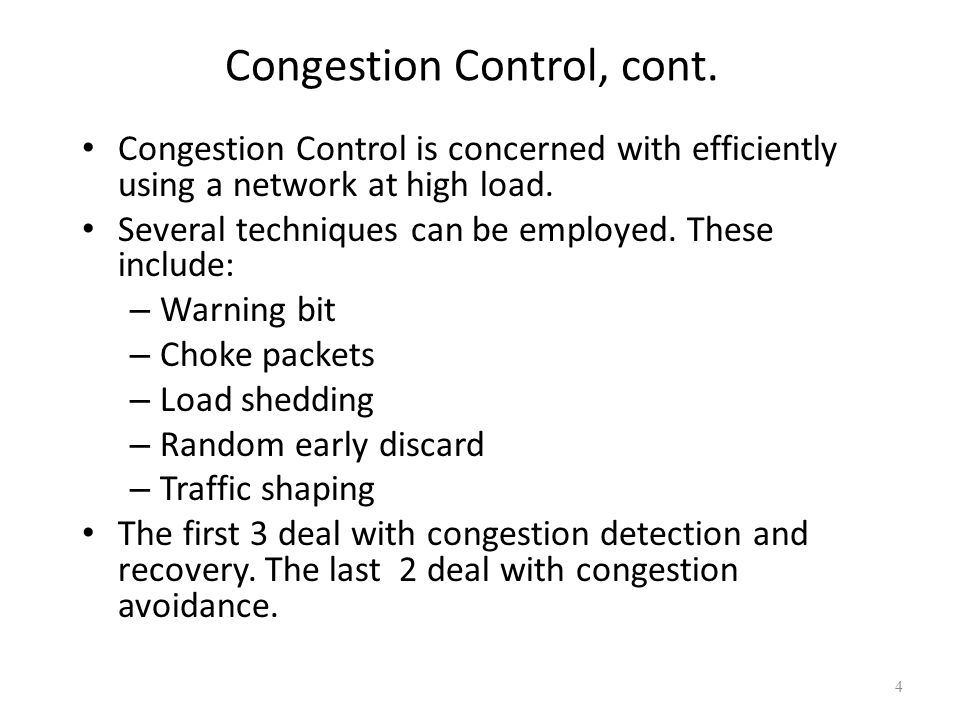 Congestion Control, cont.
• Congestion Control is concerned with efficiently
using a network at high load.
• Several techniques can be employed. These
include:
– Warning bit
– Choke packets
– Load shedding
– Random early discard
– Traffic shaping
• The first 3 deal with congestion detection and
recovery. The last  2 deal with congestion
avoidance.
4